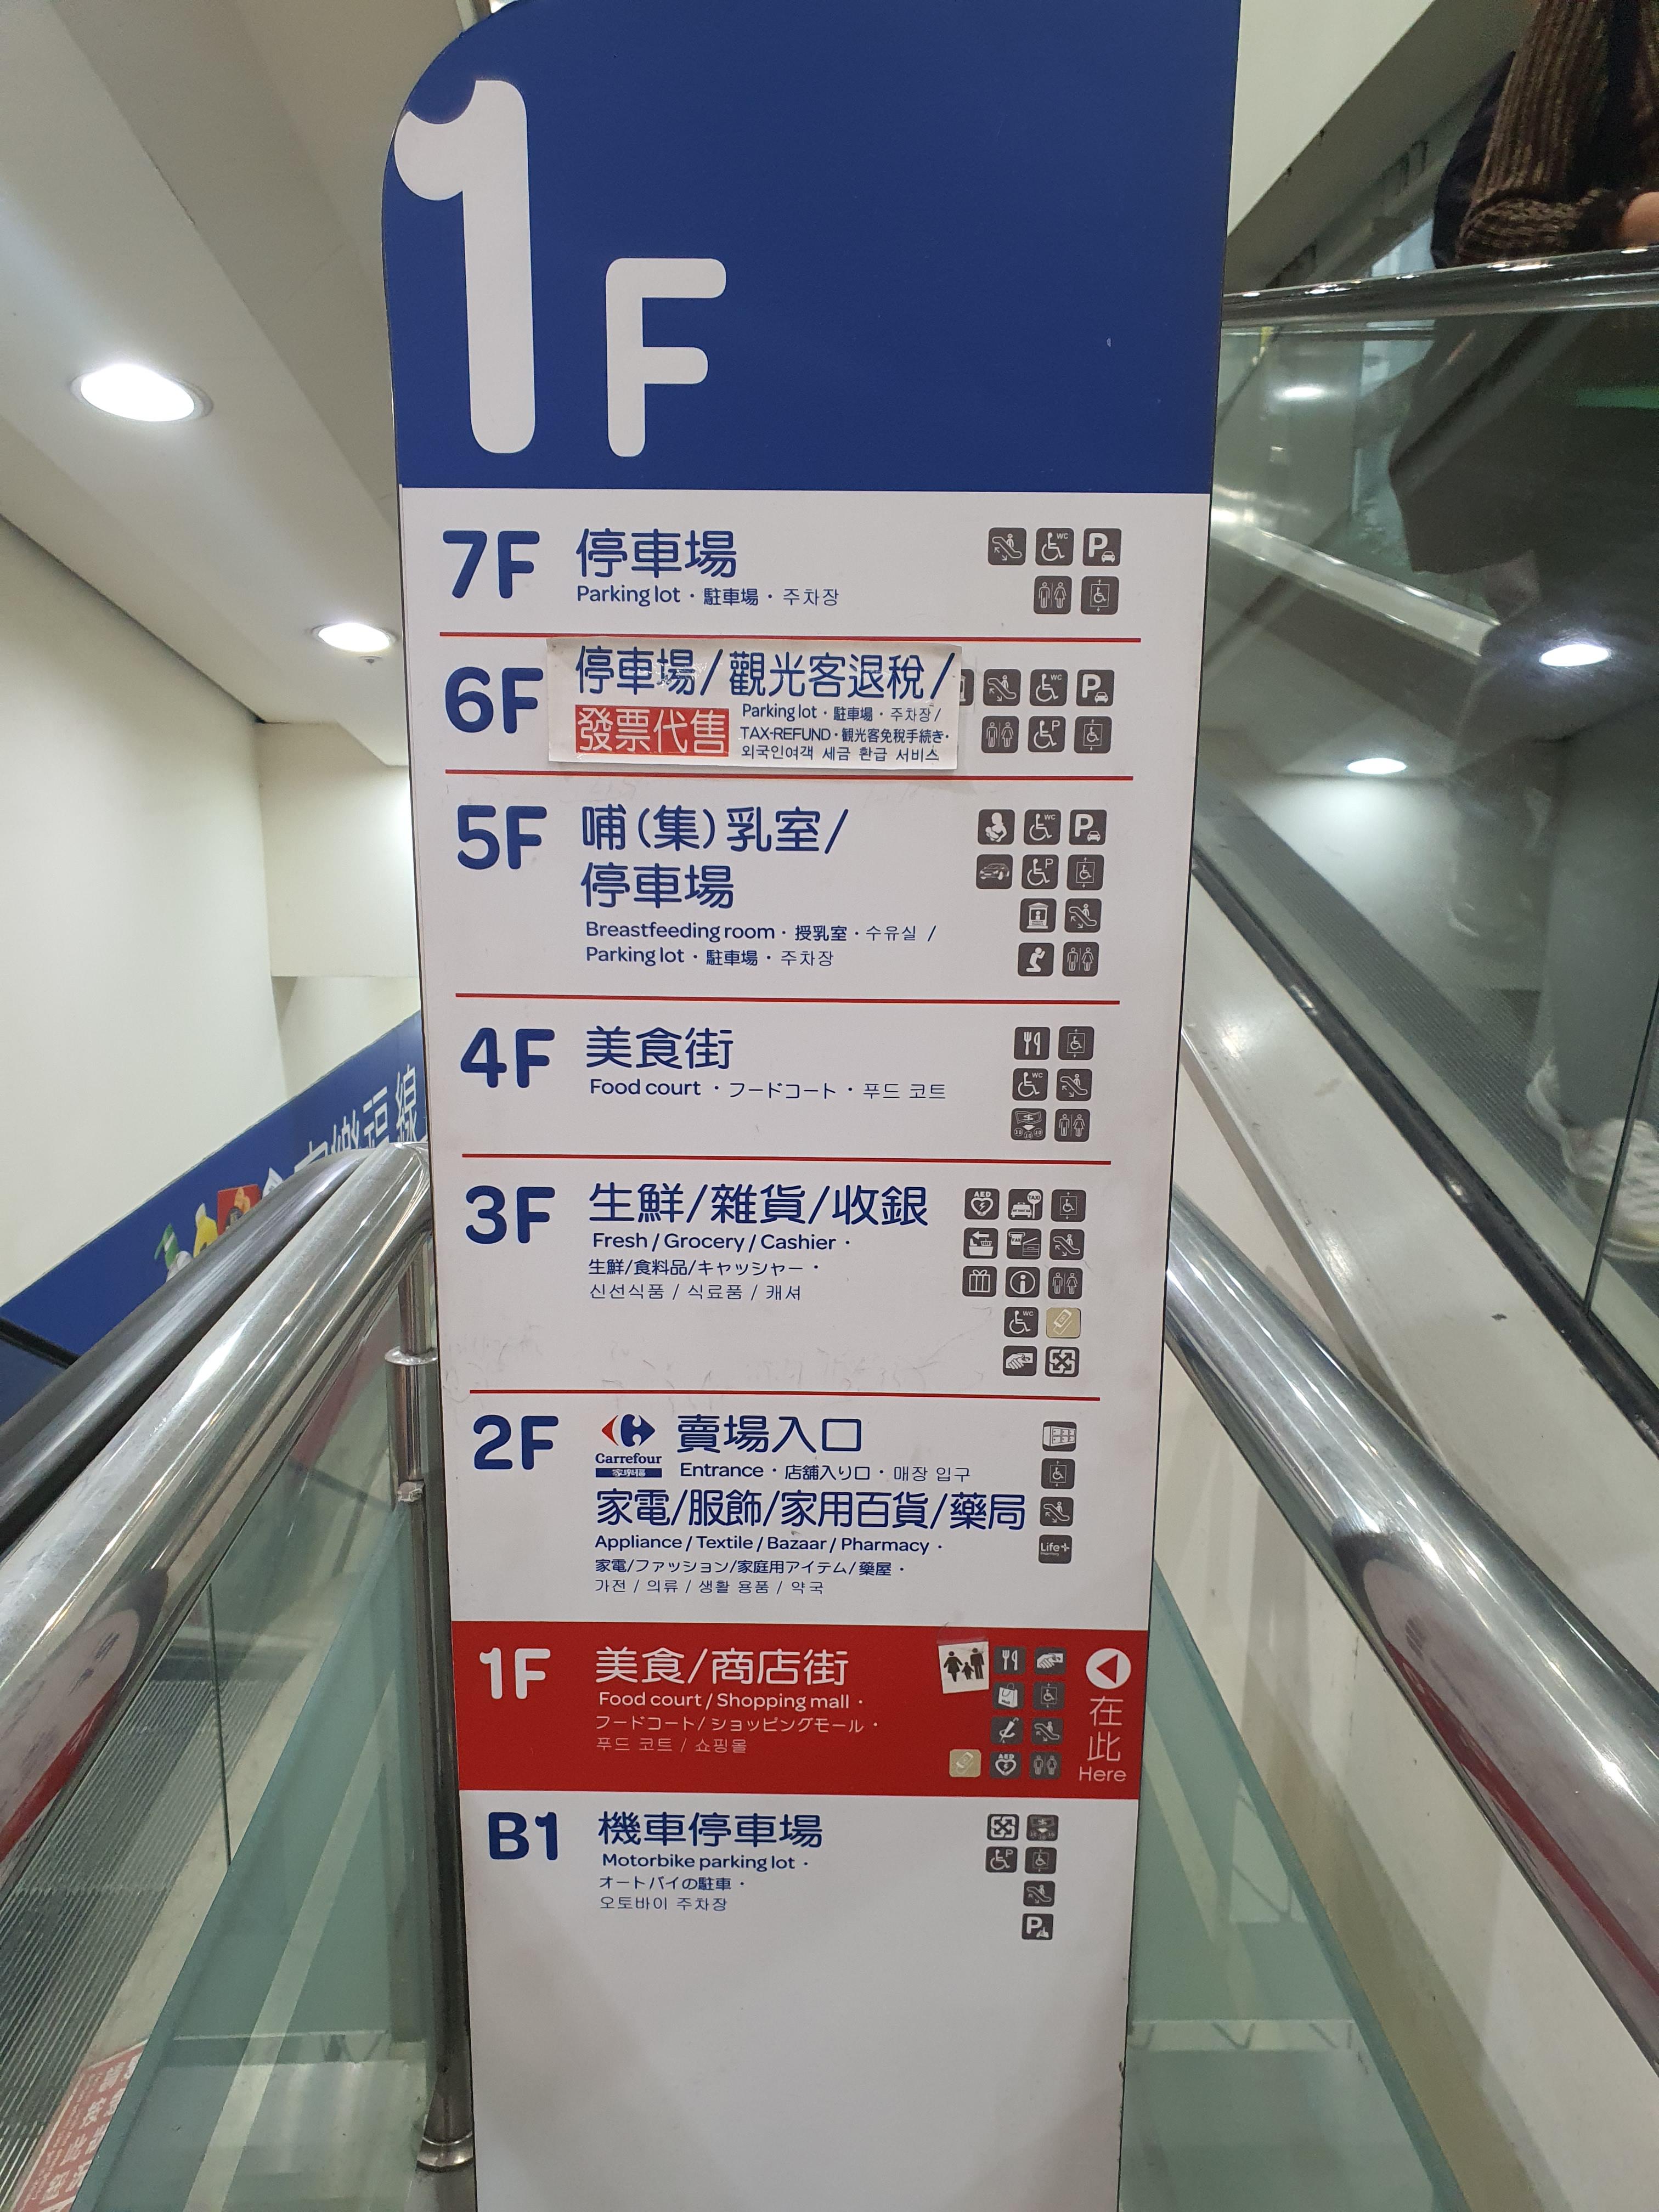 1F
7F 停車場
Parking lot・駐車場・주차장
6F 停車場/觀光客退稅/
發票代售
Parking lot・駐車場・주차장/
TAX-REFUND・観光客免税手続き・
외국인여객 세금 환급 서비스
5F 哺(集)乳室/
停車場
Breastfeeding room・授乳室・수유실 /
Parking lot・駐車場・주차장
4F 美食街
Food court・フードコート・푸드 코트
3F 生鮮/雜貨/收銀
Fresh / Grocery / Cashier・
生鮮/食料品/キャッシャー・
신선식품 / 식료품 / 캐셔
AED
TAXI
WC
2F Carrefour 家樂福 賣場入口
Entrance・店舗入り口・매장 입구
家電/服飾/家用百貨/藥局
Appliance / Textile / Bazaar / Pharmacy・
家電/ファッション/家庭用アイテム/藥屋・
가전 / 의류 / 생활 용품 / 약국
Life+
1F 美食/商店街
Food court / Shopping mall・
フードコート/ショッピングモール・
푸드 코트 / 쇼핑몰
AED
在此
Here
B1 機車停車場
Motorbike parking lot・
オートバイの駐車・
오토바이 주차장